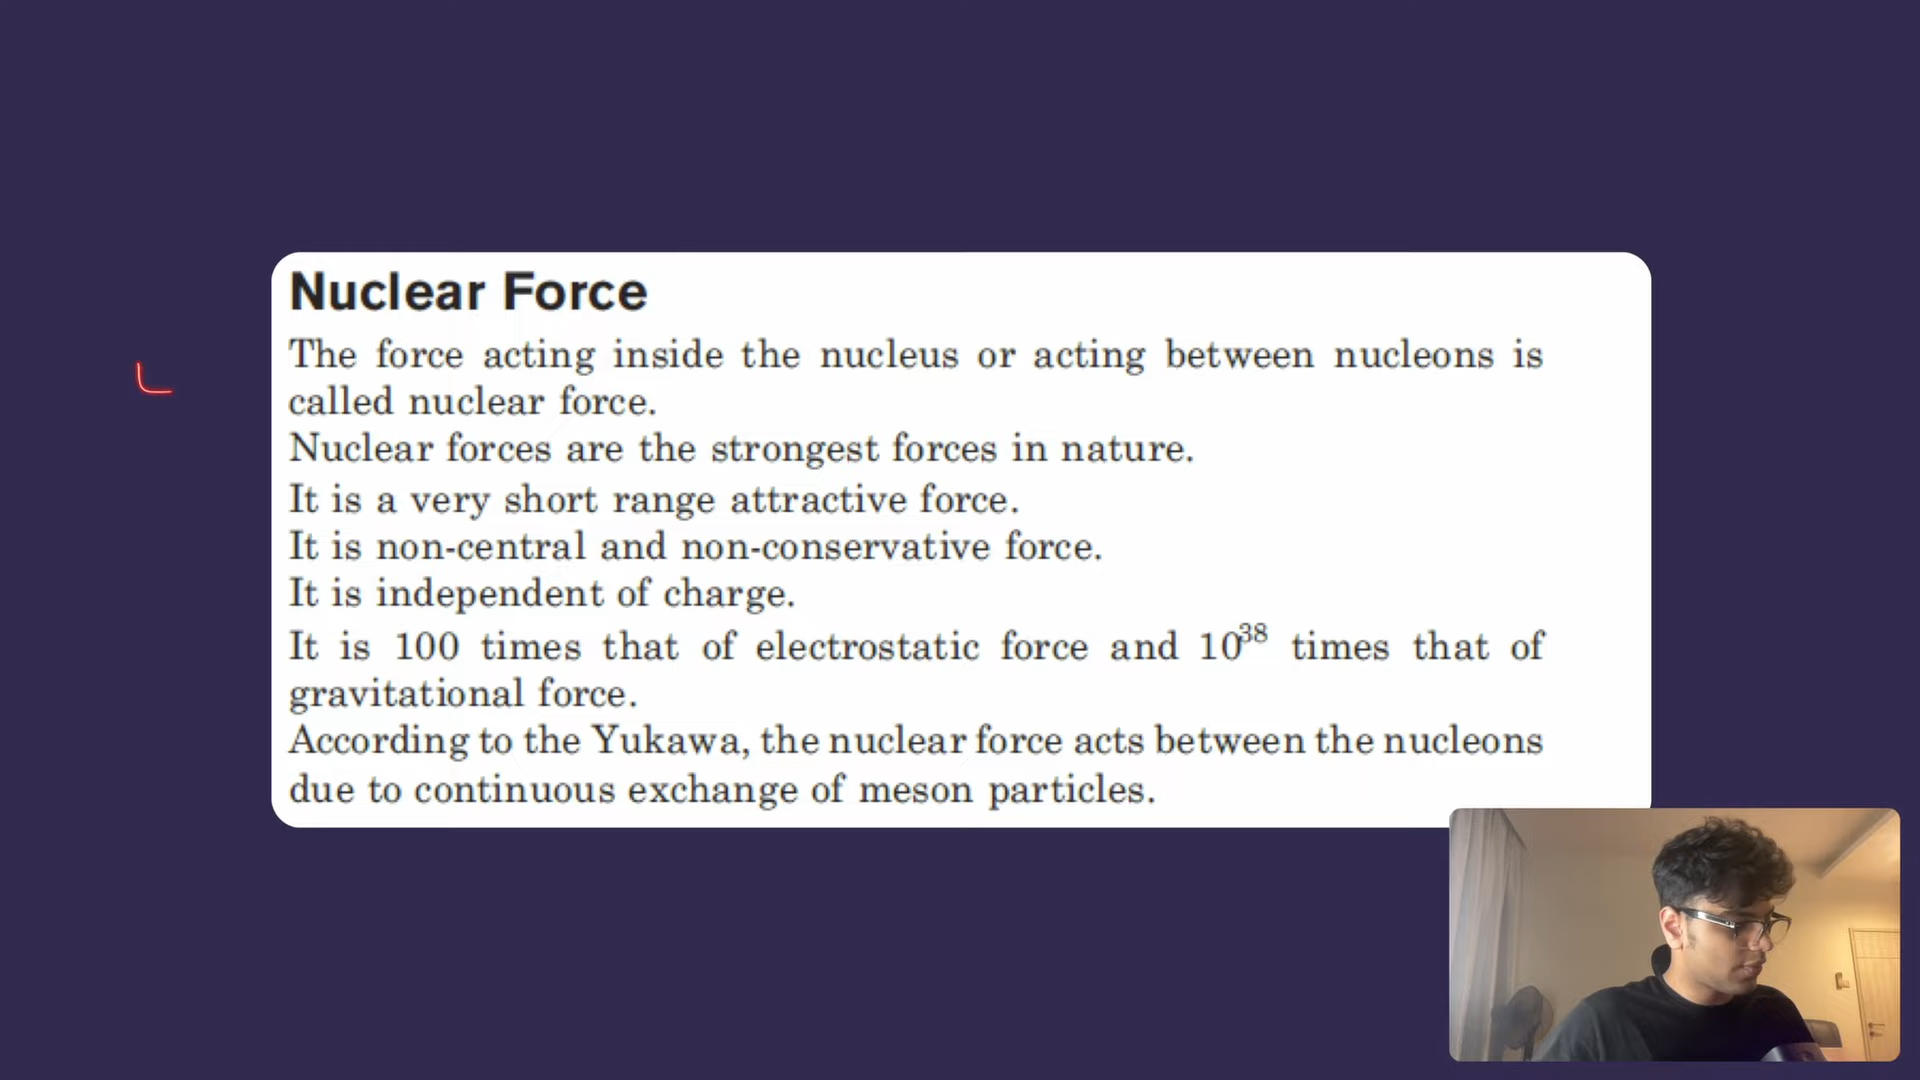 Nuclear Force
The force acting inside the nucleus or acting between nucleons is
called nuclear force.
Nuclear forces are the strongest forces in nature.
It is a very short range attractive force.
It is non-central and non-conservative force.
It is independent of charge.
It is 100 times that of electrostatic force and 10³⁸ times that of
gravitational force.
According to the Yukawa, the nuclear force acts between the nucleons
due to continuous exchange of meson particles.